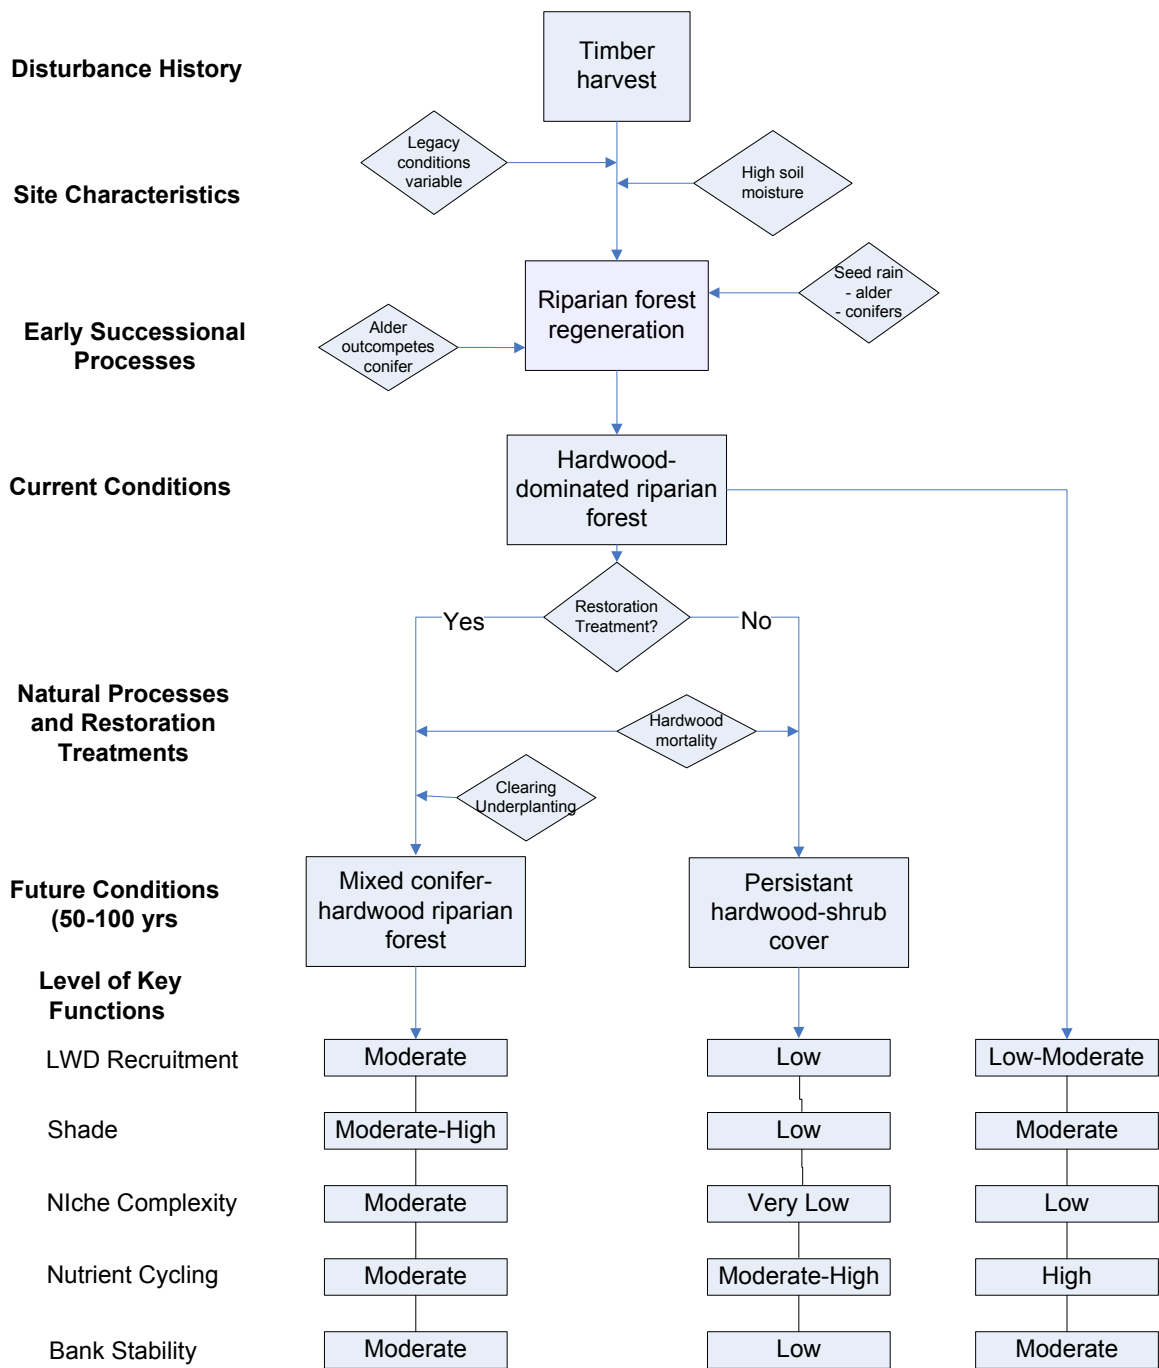 Disturbance History
Timber
harvest
Legacy
conditions
variable
High soil
moisture
Site Characteristics
Seed rain
- alder
- conifers
Riparian forest
regeneration
Early Successional
Processes
Alder
outcompetes
conifer
Current Conditions
Hardwood-
dominated riparian
forest
Restoration
Treatment?
Yes
No
Natural Processes
and Restoration
Treatments
Hardwood
mortality
Clearing
Underplanting
Future Conditions
(50-100 yrs
Mixed conifer-
hardwood riparian
forest
Persistant
hardwood-shrub
cover
Level of Key
Functions
LWD Recruitment
Moderate
Low
Low-Moderate
Shade
Moderate-High
Low
Moderate
NIche Complexity
Moderate
Very Low
Low
Nutrient Cycling
Moderate
Moderate-High
High
Bank Stability
Moderate
Low
Moderate